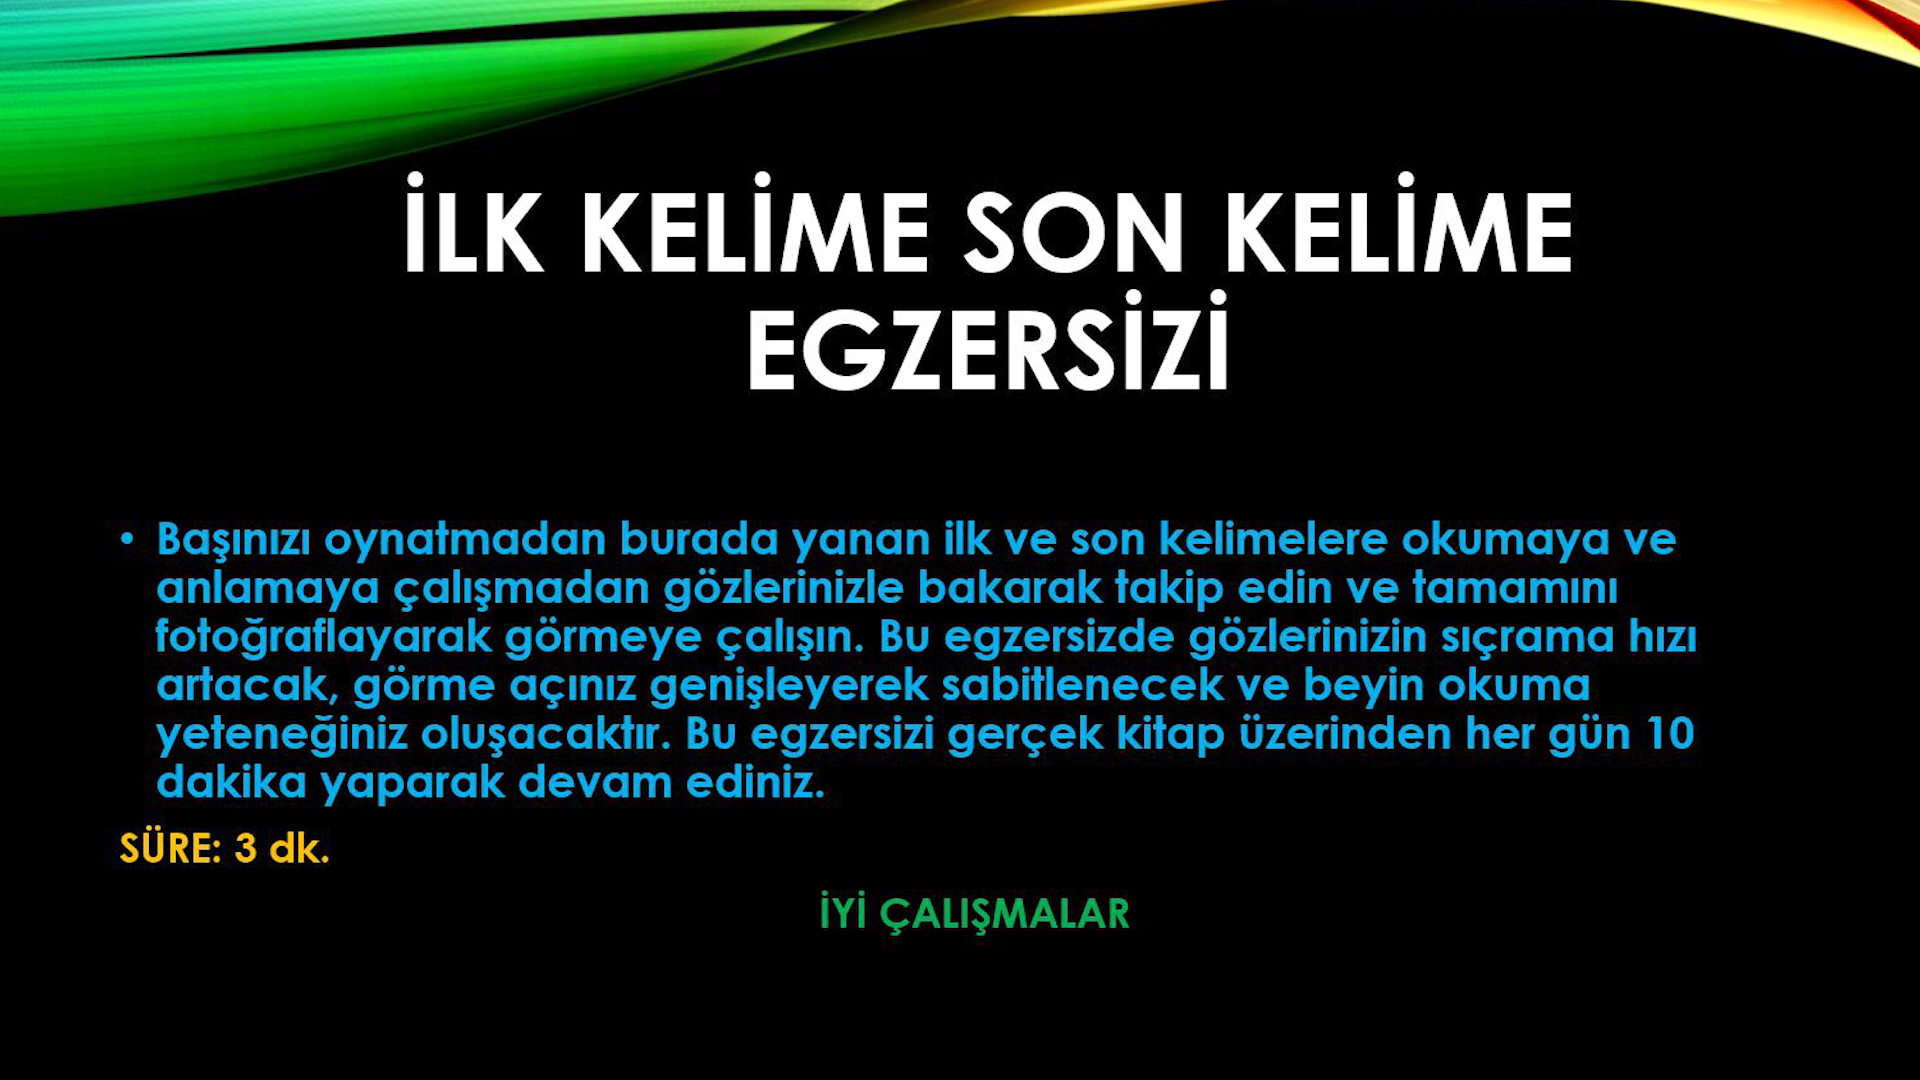 İLK KELİME SON KELİME
EGZERSİZİ
• Başınızı oynatmadan burada yanan ilk ve son kelimelere okumaya ve
anlamaya çalışmadan gözlerinizle bakarak takip edin ve tamamını
fotoğraflayarak görmeye çalışın. Bu egzersizde gözlerinizin sıçrama hızı
artacak, görme açınız genişleyerek sabitlenecek ve beyin okuma
yeteneğiniz oluşacaktır. Bu egzersizi gerçek kitap üzerinden her gün 10
dakika yaparak devam ediniz.
SÜRE: 3 dk.
İYİ ÇALIŞMALAR